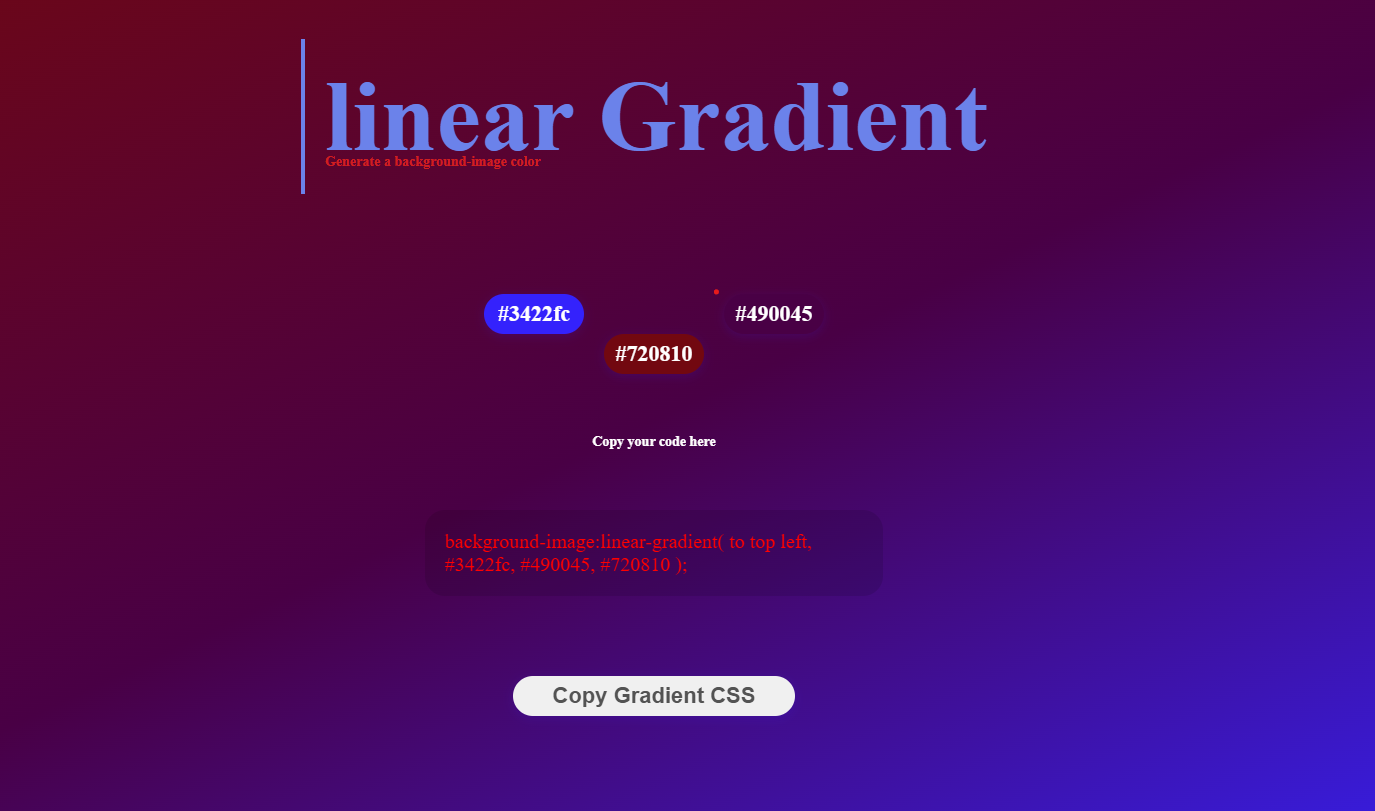 linear Gradient
Generate a background-image color
#3422fc
#490045
#720810
Copy your code here
background-image:linear-gradient( to top left,
#3422fc, #490045, #720810 );
Copy Gradient CSS